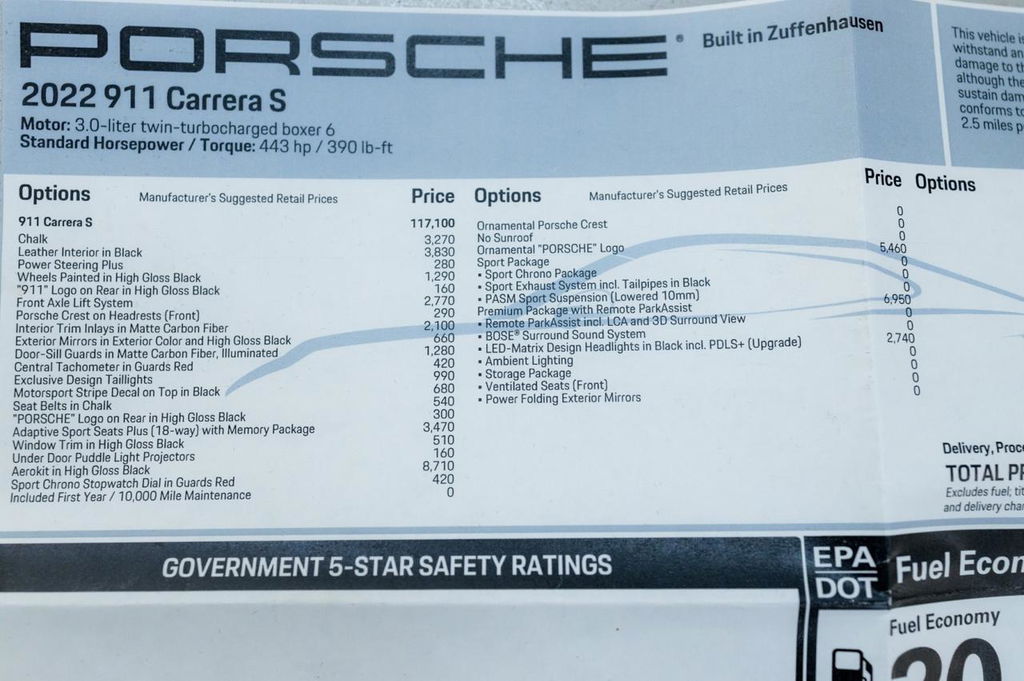 PORSCHE® Built in Zuffenhausen
2022 911 Carrera S
Motor: 3.0-liter twin-turbocharged boxer 6
Standard Horsepower / Torque: 443 hp / 390 lb-ft
This vehicle is
withstand an
damage to th
although the
sustain dam
conforms to
2.5 miles p
Options Manufacturer's Suggested Retail Prices Price
911 Carrera S 117,100
Chalk 3,270
Leather Interior in Black 3,830
Power Steering Plus 280
Wheels Painted in High Gloss Black 1,290
"911" Logo on Rear in High Gloss Black 160
Front Axle Lift System 2,770
Porsche Crest on Headrests (Front) 290
Interior Trim Inlays in Matte Carbon Fiber 2,100
Exterior Mirrors in Exterior Color and High Gloss Black 660
Door-Sill Guards in Matte Carbon Fiber, Illuminated 1,280
Central Tachometer in Guards Red 420
Exclusive Design Taillights 990
Motorsport Stripe Decal on Top in Black 680
Seat Belts in Chalk 540
"PORSCHE" Logo on Rear in High Gloss Black 300
Adaptive Sport Seats Plus (18-way) with Memory Package 3,470
Window Trim in High Gloss Black 510
Under Door Puddle Light Projectors 160
Aerokit in High Gloss Black 8,710
Sport Chrono Stopwatch Dial in Guards Red 420
Included First Year / 10,000 Mile Maintenance 0
Options Manufacturer's Suggested Retail Prices Price
Ornamental Porsche Crest 0
No Sunroof 0
Ornamental "PORSCHE" Logo 0
Sport Package 5,460
▪ Sport Chrono Package 0
▪ Sport Exhaust System incl. Tailpipes in Black 0
▪ PASM Sport Suspension (Lowered 10mm) 0
Premium Package with Remote ParkAssist 6,950
▪ Remote ParkAssist incl. LCA and 3D Surround View 0
▪ BOSE® Surround Sound System 0
▪ LED-Matrix Design Headlights in Black incl. PDLS+ (Upgrade) 2,740
▪ Ambient Lighting 0
▪ Storage Package 0
▪ Ventilated Seats (Front) 0
▪ Power Folding Exterior Mirrors 0
Options
Delivery, Proce
TOTAL PR
Excludes fuel, tit
and delivery char
GOVERNMENT 5-STAR SAFETY RATINGS
EPA
DOT
Fuel Econ
Fuel Economy
20